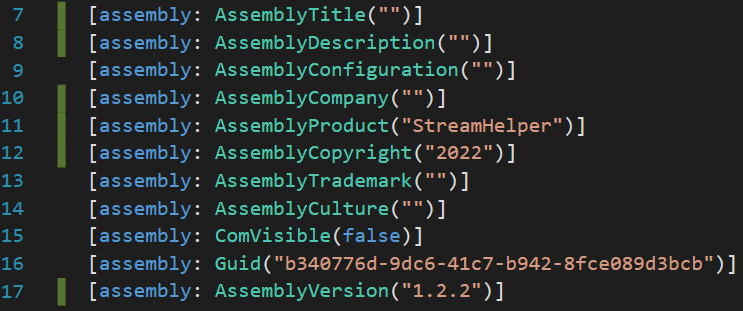 7 [assembly: AssemblyTitle("")]
8 [assembly: AssemblyDescription("")]
9 [assembly: AssemblyConfiguration("")]
10 [assembly: AssemblyCompany("")]
11 [assembly: AssemblyProduct("StreamHelper")]
12 [assembly: AssemblyCopyright("2022")]
13 [assembly: AssemblyTrademark("")]
14 [assembly: AssemblyCulture("")]
15 [assembly: ComVisible(false)]
16 [assembly: Guid("b340776d-9dc6-41c7-b942-8fce089d3bcb")]
17 [assembly: AssemblyVersion("1.2.2")]